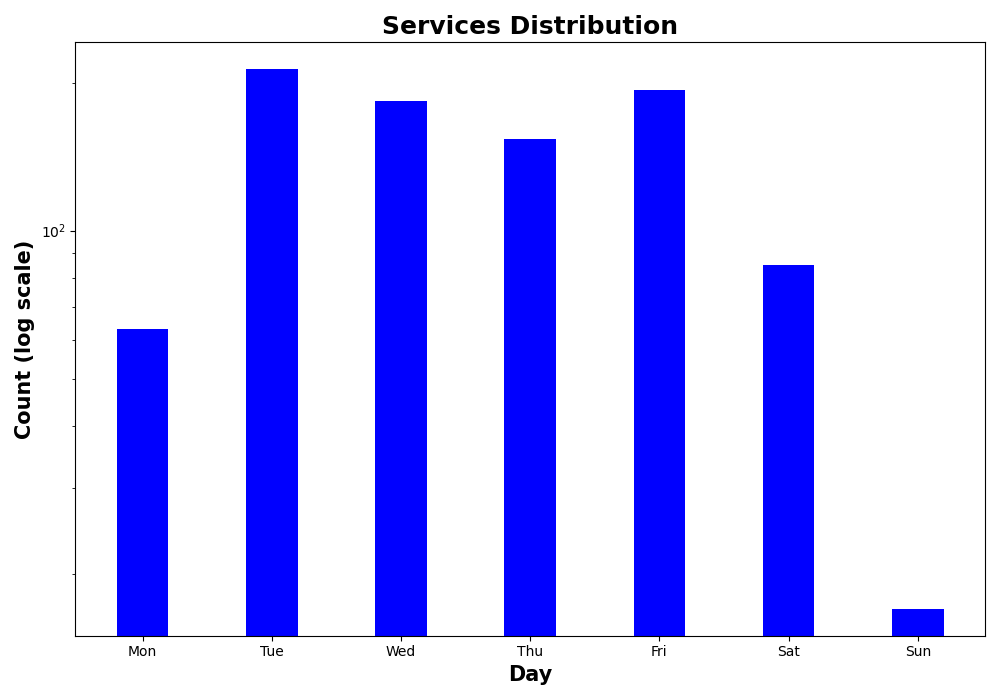 Services Distribution
Count (log scale)
10²
Mon Tue Wed Thu Fri Sat Sun
Day